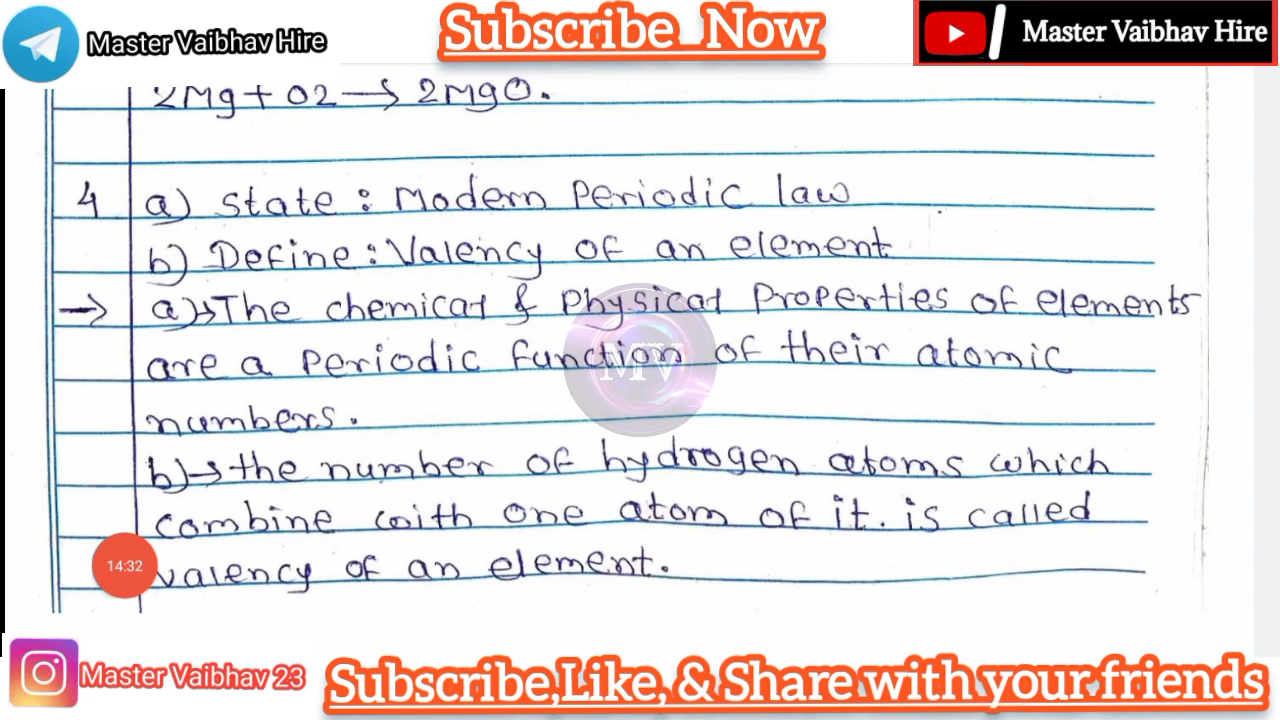 Master Vaibhav Hire
Subscribe Now
Master Vaibhav Hire
2Mg + O2 → 2MgO.
4 a) State : Modern Periodic law
b) Define : Valency of an element
→ a)→ The chemical & Physical Properties of elements
are a Periodic function of their atomic
numbers.
MV
b)→ the number of hydrogen atoms which
combine with one atom of it. is called
14:32
valency of an element.
Master Vaibhav 23
Subscribe,Like, & Share with your friends